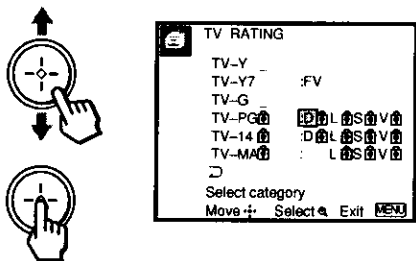 TV RATING
TV–Y _
TV–Y7 :FV
TV–G _
TV–PG :D L S V
TV–14 :D L S V
TV–MA : L S V
Select category
Move Select Exit MENU